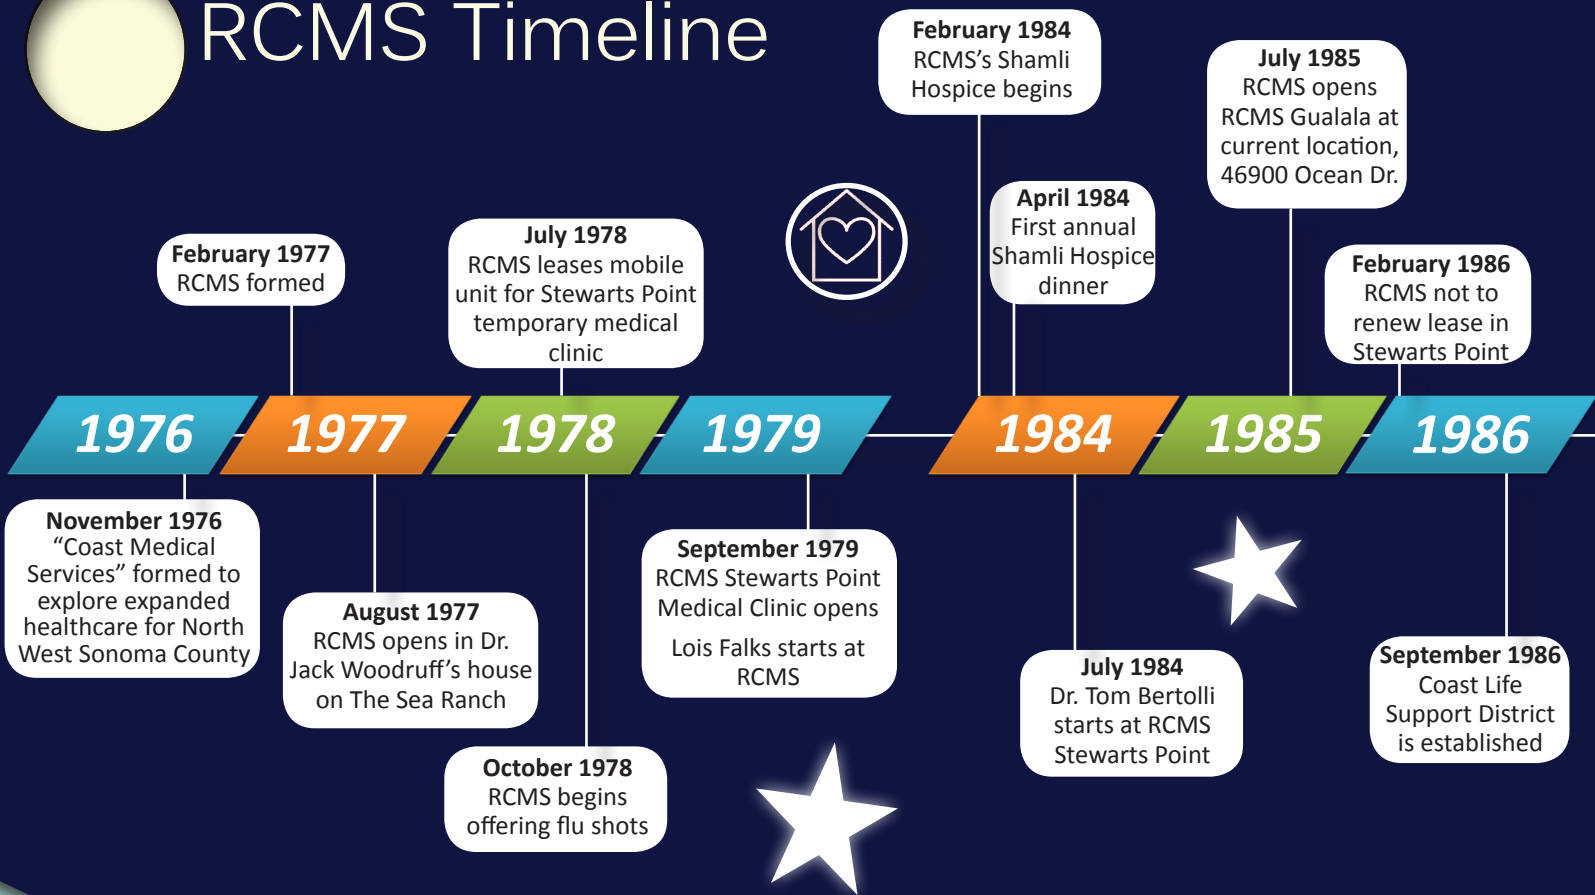 RCMS Timeline
February 1984
RCMS's Shamli
Hospice begins
July 1985
RCMS opens
RCMS Gualala at
current location,
46900 Ocean Dr.
April 1984
First annual
Shamli Hospice
dinner
February 1977
RCMS formed
July 1978
RCMS leases mobile
unit for Stewarts Point
temporary medical
clinic
February 1986
RCMS not to
renew lease in
Stewarts Point
1976
1977
1978
1979
1984
1985
1986
November 1976
“Coast Medical
Services” formed to
explore expanded
healthcare for North
West Sonoma County
August 1977
RCMS opens in Dr.
Jack Woodruff’s house
on The Sea Ranch
October 1978
RCMS begins
offering flu shots
September 1979
RCMS Stewarts Point
Medical Clinic opens
Lois Falks starts at
RCMS
July 1984
Dr. Tom Bertolli
starts at RCMS
Stewarts Point
September 1986
Coast Life
Support District
is established